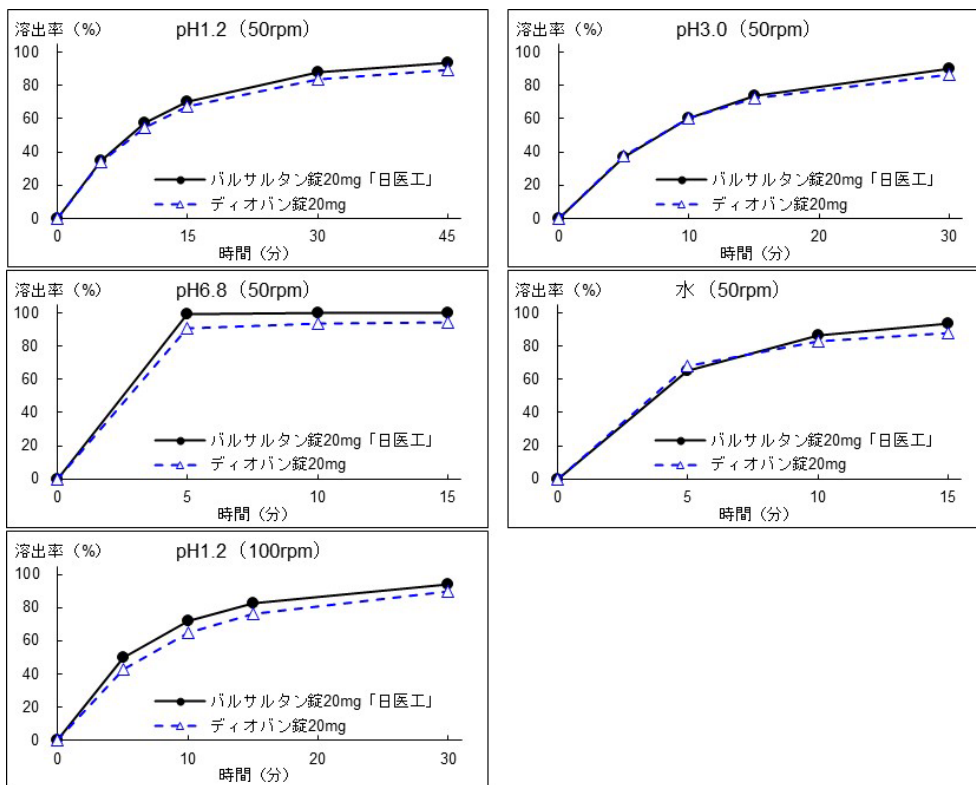 溶出率（%）
pH1.2（50rpm）
100
80
60
40
20
0
バルサルタン錠20mg「日医工」
ディオバン錠20mg
0 15 30 45
時間（分）
溶出率（%）
pH3.0（50rpm）
100
80
60
40
20
0
バルサルタン錠20mg「日医工」
ディオバン錠20mg
0 10 20 30
時間（分）
溶出率（%）
pH6.8（50rpm）
100
80
60
40
20
0
バルサルタン錠20mg「日医工」
ディオバン錠20mg
0 5 10 15
時間（分）
溶出率（%）
水（50rpm）
100
80
60
40
20
0
バルサルタン錠20mg「日医工」
ディオバン錠20mg
0 5 10 15
時間（分）
溶出率（%）
pH1.2（100rpm）
100
80
60
40
20
0
バルサルタン錠20mg「日医工」
ディオバン錠20mg
0 10 20 30
時間（分）